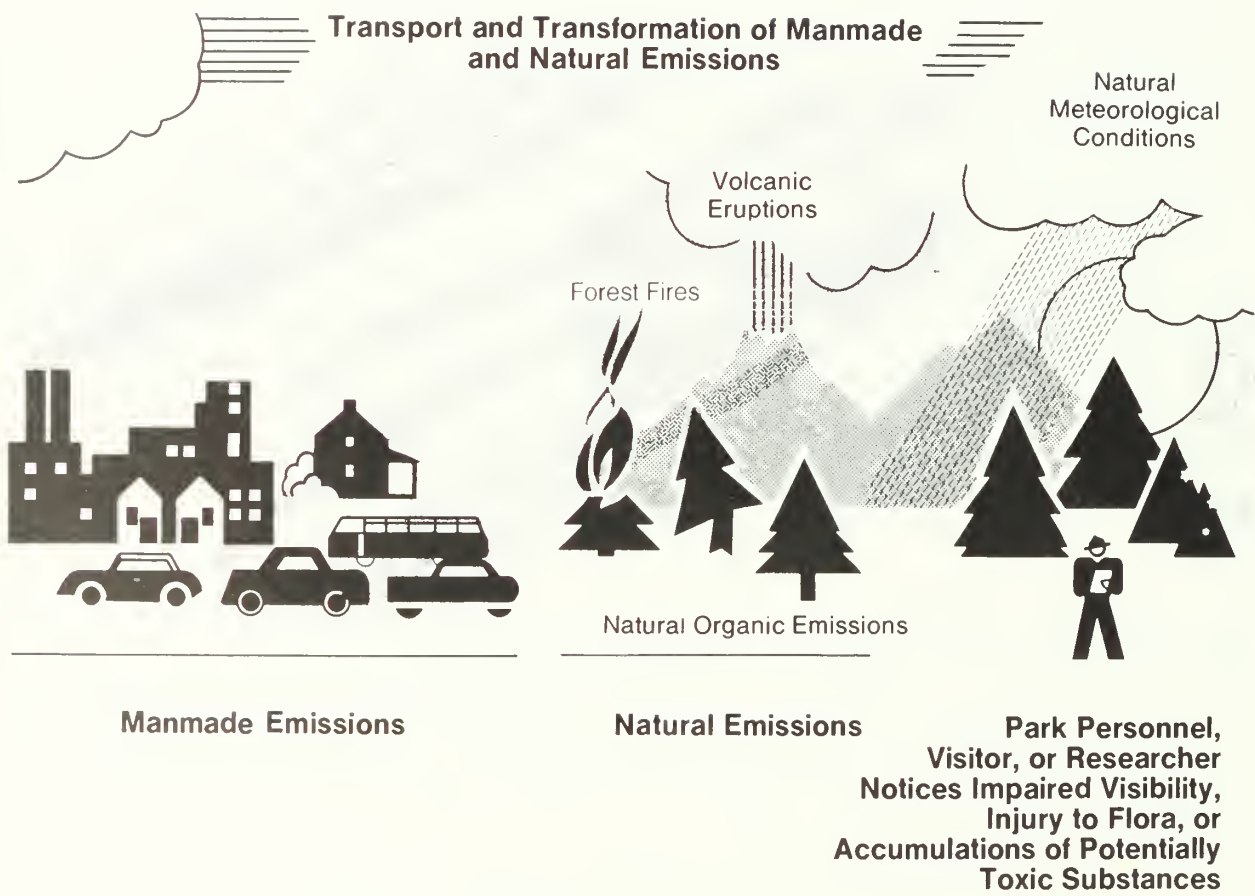 Transport and Transformation of Manmade
and Natural Emissions
Natural
Meteorological
Conditions
Volcanic
Eruptions
Forest Fires
Natural Organic Emissions
Manmade Emissions
Natural Emissions
Park Personnel,
Visitor, or Researcher
Notices Impaired Visibility,
Injury to Flora, or
Accumulations of Potentially
Toxic Substances